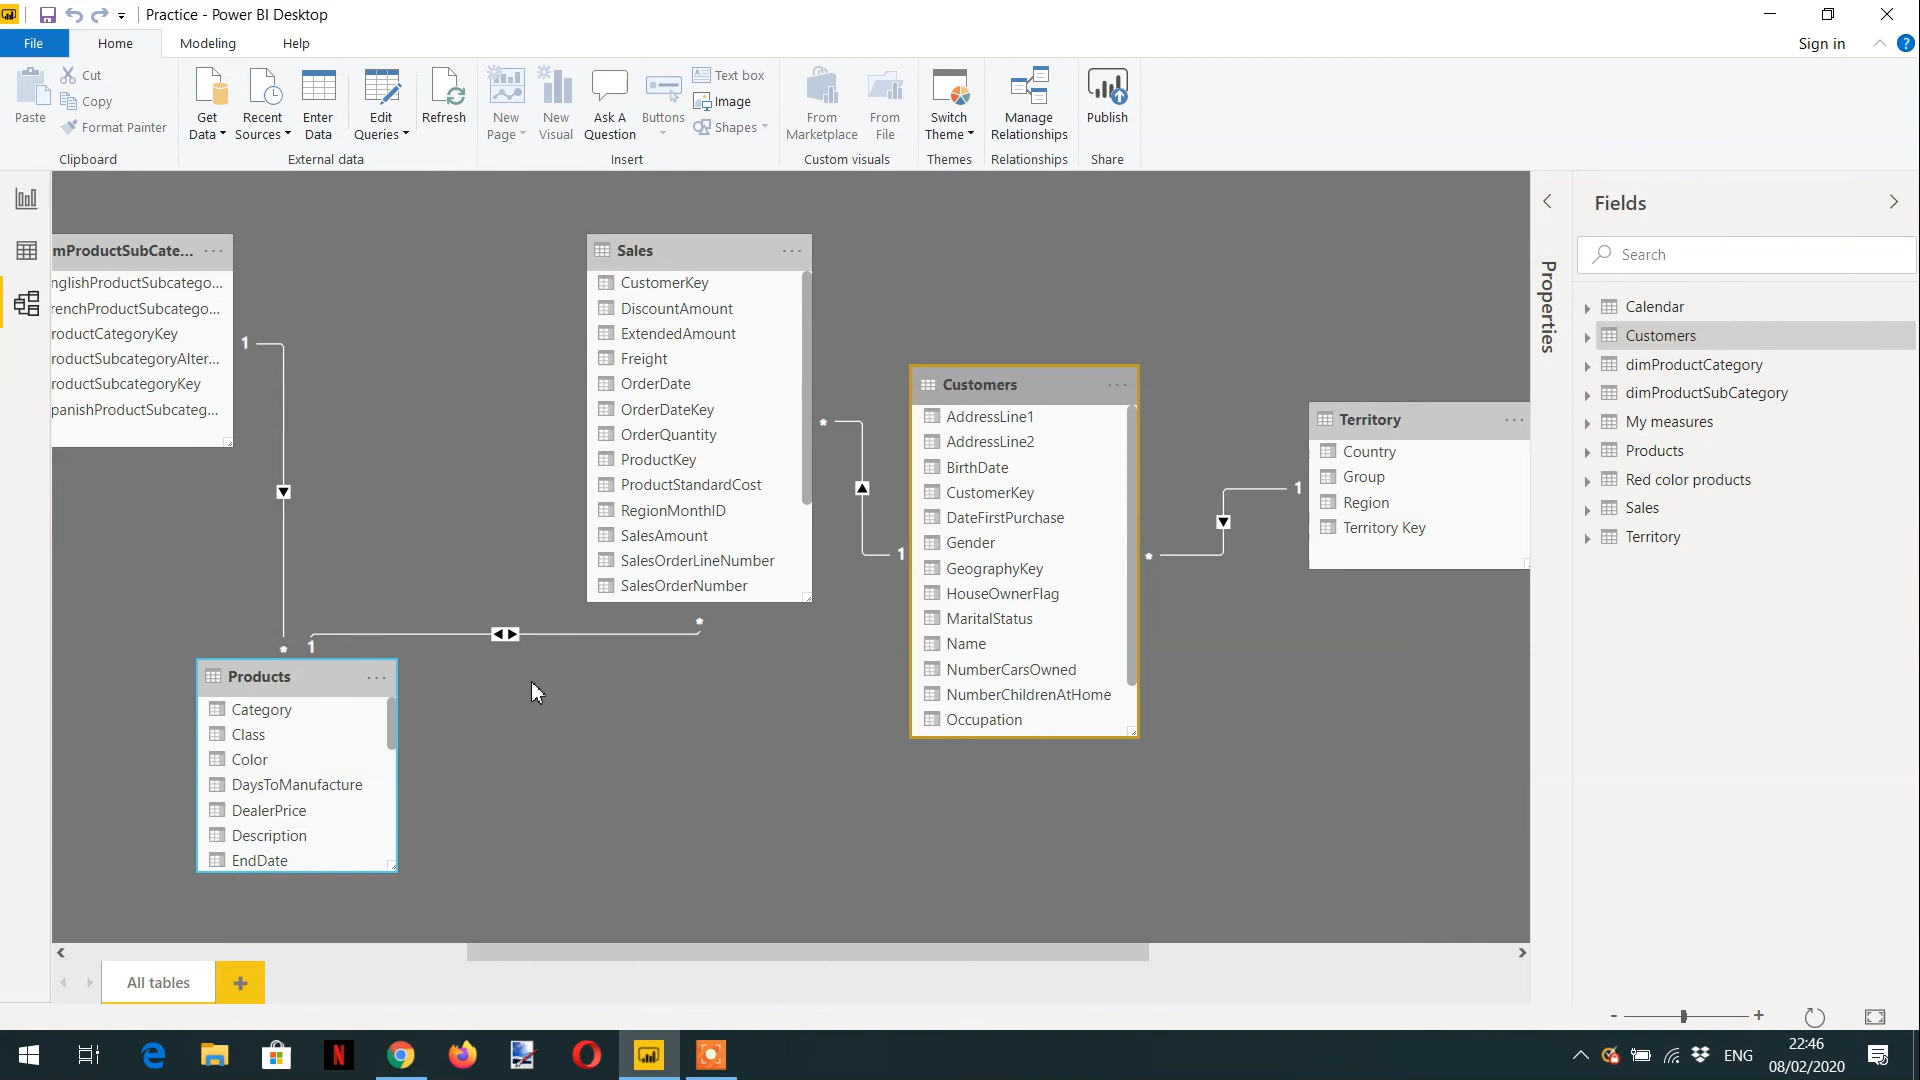 Practice - Power BI Desktop
File
Home
Modeling
Help
Sign in
Paste
Cut
Copy
Format Painter
Clipboard
Get Data
Recent Sources
Enter Data
Edit Queries
Refresh
External data
New Page
New Visual
Ask A Question
Buttons
Text box
Image
Shapes
Insert
From Marketplace
From File
Custom visuals
Switch Theme
Themes
Manage Relationships
Relationships
Publish
Share
mProductSubCate...
nglishProductSubcatego...
renchProductSubcatego...
roductCategoryKey
roductSubcategoryAlter...
roductSubcategoryKey
panishProductSubcateg...
1
*
1
Products
Category
Class
Color
DaysToManufacture
DealerPrice
Description
EndDate
Sales
CustomerKey
DiscountAmount
ExtendedAmount
Freight
OrderDate
OrderDateKey
OrderQuantity
ProductKey
ProductStandardCost
RegionMonthID
SalesAmount
SalesOrderLineNumber
SalesOrderNumber
*
*
1
Customers
AddressLine1
AddressLine2
BirthDate
CustomerKey
DateFirstPurchase
Gender
GeographyKey
HouseOwnerFlag
MaritalStatus
Name
NumberCarsOwned
NumberChildrenAtHome
Occupation
*
1
Territory
Country
Group
Region
Territory Key
Properties
Fields
Search
Calendar
Customers
dimProductCategory
dimProductSubCategory
My measures
Products
Red color products
Sales
Territory
All tables
ENG
22:46
08/02/2020